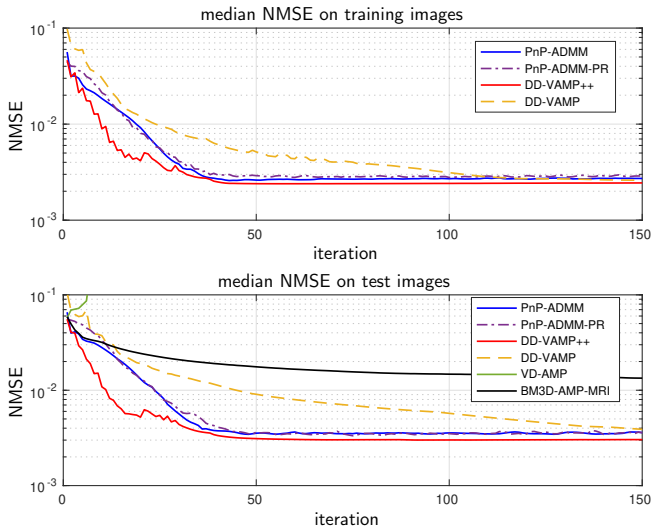 median NMSE on training images
10^-1
10^-2
10^-3
NMSE
PnP-ADMM
PnP-ADMM-PR
DD-VAMP++
DD-VAMP
0 50 100 150
iteration
median NMSE on test images
10^-1
10^-2
10^-3
NMSE
PnP-ADMM
PnP-ADMM-PR
DD-VAMP++
DD-VAMP
VD-AMP
BM3D-AMP-MRI
0 50 100 150
iteration